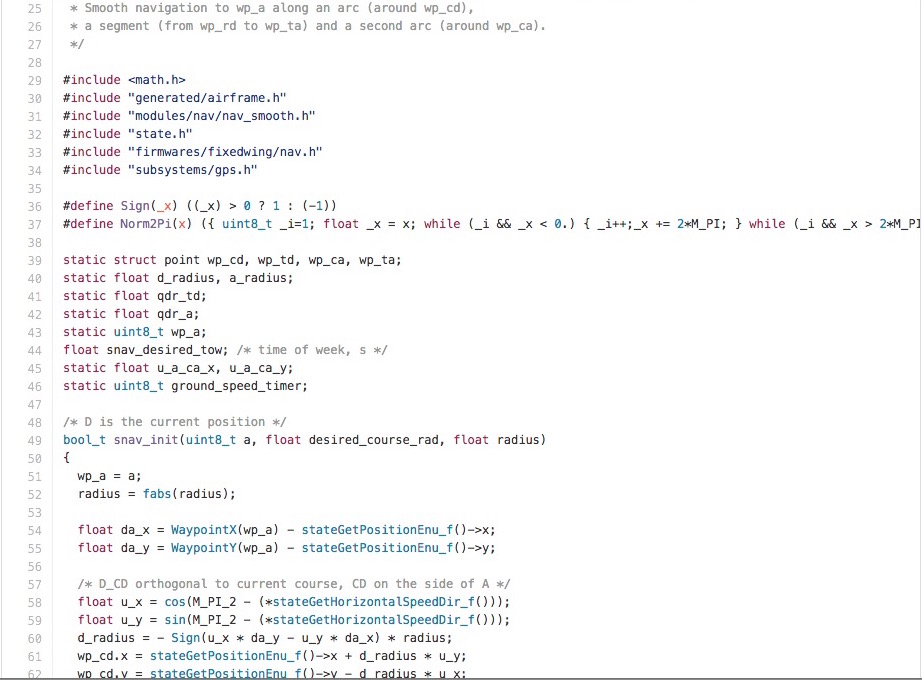 25 * Smooth navigation to wp_a along an arc (around wp_cd),
26 * a segment (from wp_rd to wp_ta) and a second arc (around wp_ca).
27 */
28
29 #include <math.h>
30 #include "generated/airframe.h"
31 #include "modules/nav/nav_smooth.h"
32 #include "state.h"
33 #include "firmwares/fixedwing/nav.h"
34 #include "subsystems/gps.h"
35
36 #define Sign(_x) ((_x) > 0 ? 1 : (-1))
37 #define Norm2Pi(x) ({ uint8_t _i=1; float _x = x; while (_i && _x < 0.) { _i++;_x += 2*M_PI; } while (_i && _x > 2*M_PI
38
39 static struct point wp_cd, wp_td, wp_ca, wp_ta;
40 static float d_radius, a_radius;
41 static float qdr_td;
42 static float qdr_a;
43 static uint8_t wp_a;
44 float snav_desired_tow; /* time of week, s */
45 static float u_a_ca_x, u_a_ca_y;
46 static uint8_t ground_speed_timer;
47
48 /* D is the current position */
49 bool_t snav_init(uint8_t a, float desired_course_rad, float radius)
50 {
51 wp_a = a;
52 radius = fabs(radius);
53
54 float da_x = WaypointX(wp_a) - stateGetPositionEnu_f()->x;
55 float da_y = WaypointY(wp_a) - stateGetPositionEnu_f()->y;
56
57 /* D_CD orthogonal to current course, CD on the side of A */
58 float u_x = cos(M_PI_2 - (*stateGetHorizontalSpeedDir_f()));
59 float u_y = sin(M_PI_2 - (*stateGetHorizontalSpeedDir_f()));
60 d_radius = - Sign(u_x * da_y - u_y * da_x) * radius;
61 wp_cd.x = stateGetPositionEnu_f()->x + d_radius * u_y;
62 wp_cd.y = stateGetPositionEnu_f()->y - d_radius * u_x;